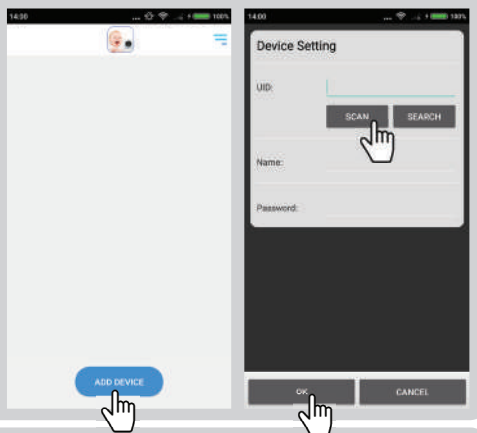 14:00 ... 100%
ADD DEVICE
14:00 ... 100%
Device Setting
UID:
SCAN SEARCH
Name:
Password:
OK CANCEL